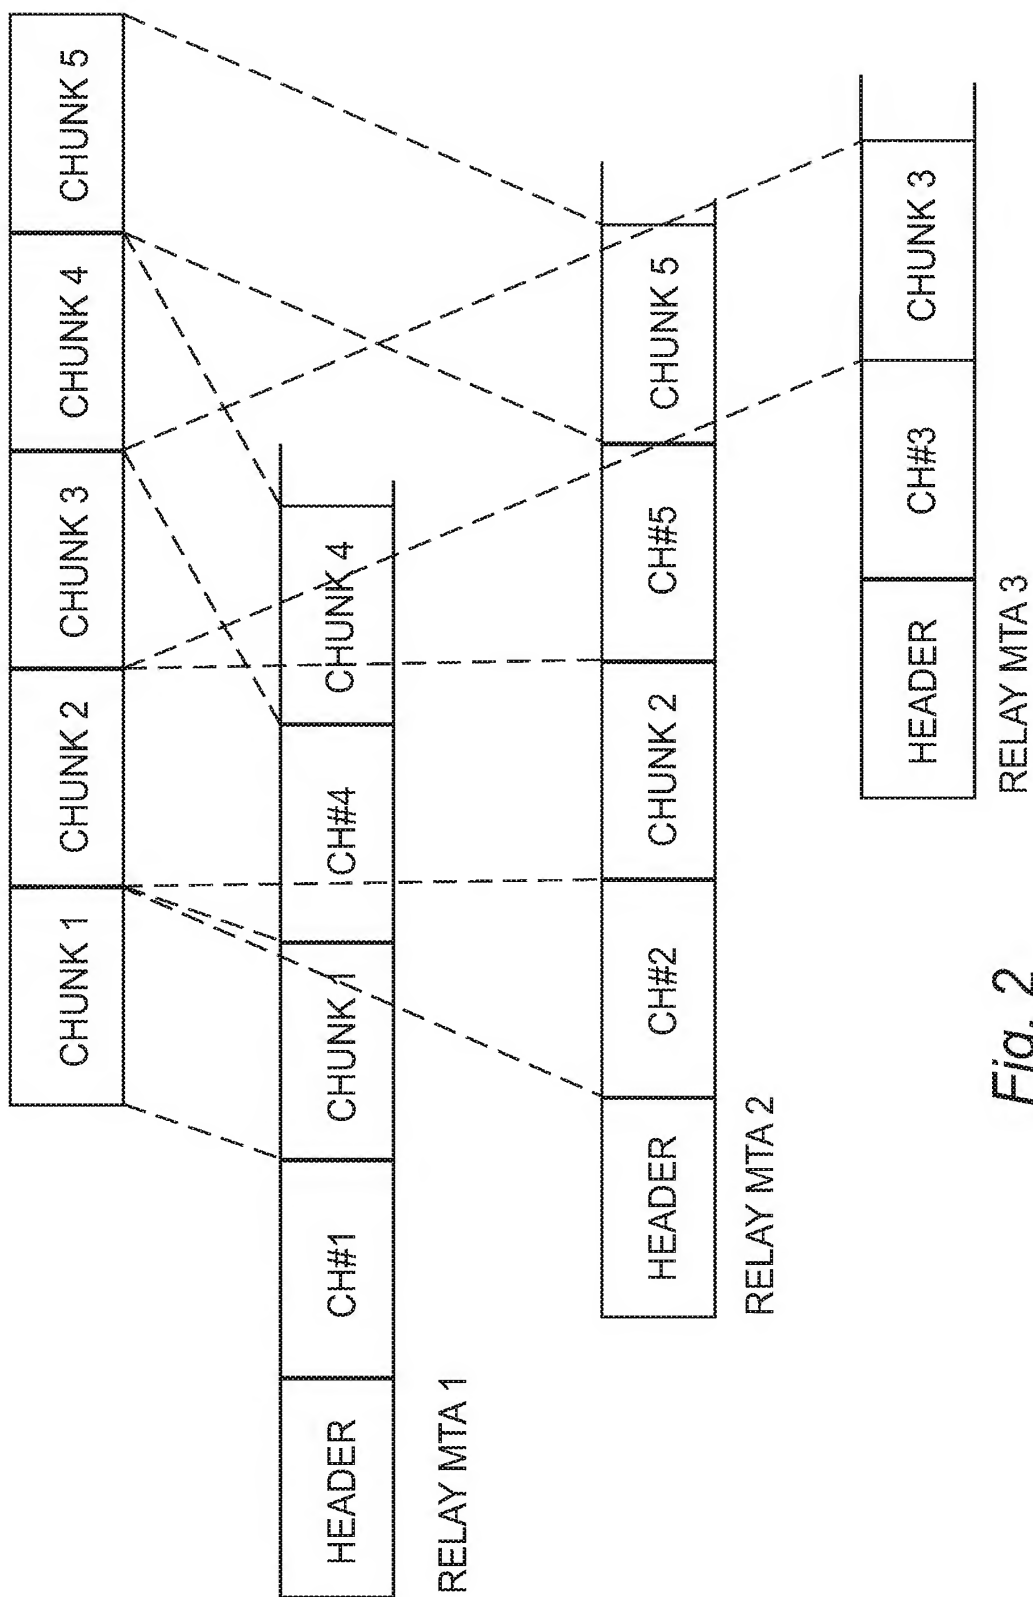 CHUNK 1
CHUNK 2
CHUNK 3
CHUNK 4
CHUNK 5
HEADER
CH#1
CHUNK 1
CH#4
CHUNK 4
RELAY MTA 1
HEADER
CH#2
CHUNK 2
CH#5
CHUNK 5
RELAY MTA 2
HEADER
CH#3
CHUNK 3
RELAY MTA 3
Fig. 2